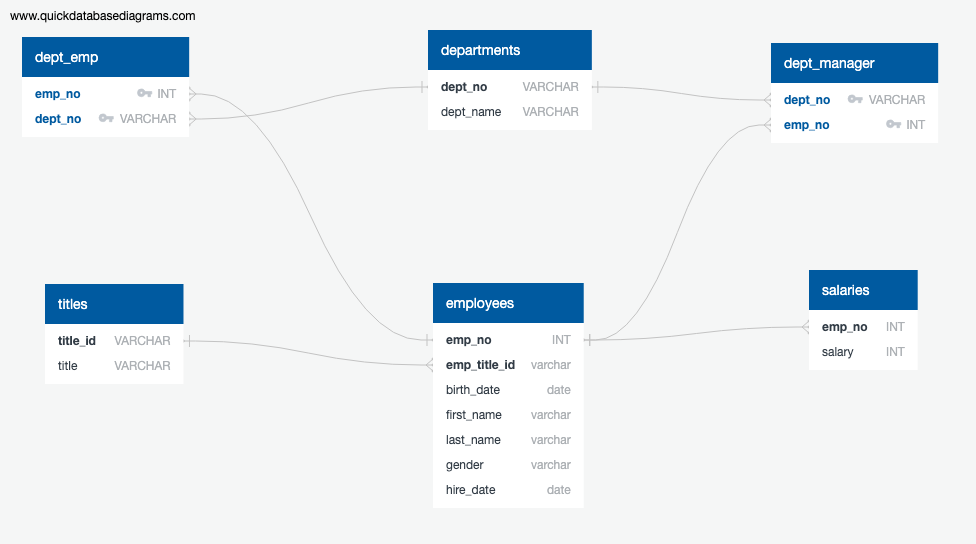 www.quickdatabasediagrams.com
dept_emp
emp_no INT
dept_no VARCHAR
departments
dept_no VARCHAR
dept_name VARCHAR
dept_manager
dept_no VARCHAR
emp_no INT
titles
title_id VARCHAR
title VARCHAR
employees
emp_no INT
emp_title_id varchar
birth_date date
first_name varchar
last_name varchar
gender varchar
hire_date date
salaries
emp_no INT
salary INT